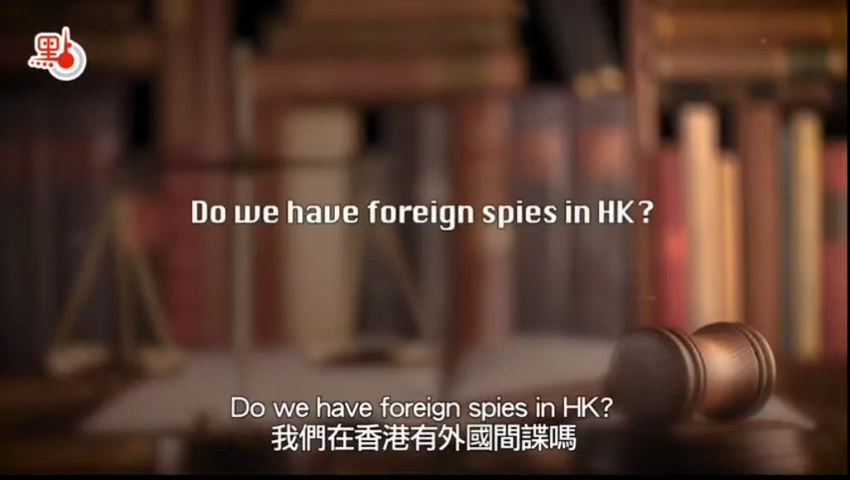 Do we have foreign spies in HK?
Do we have foreign spies in HK?
我們在香港有外國間諜嗎